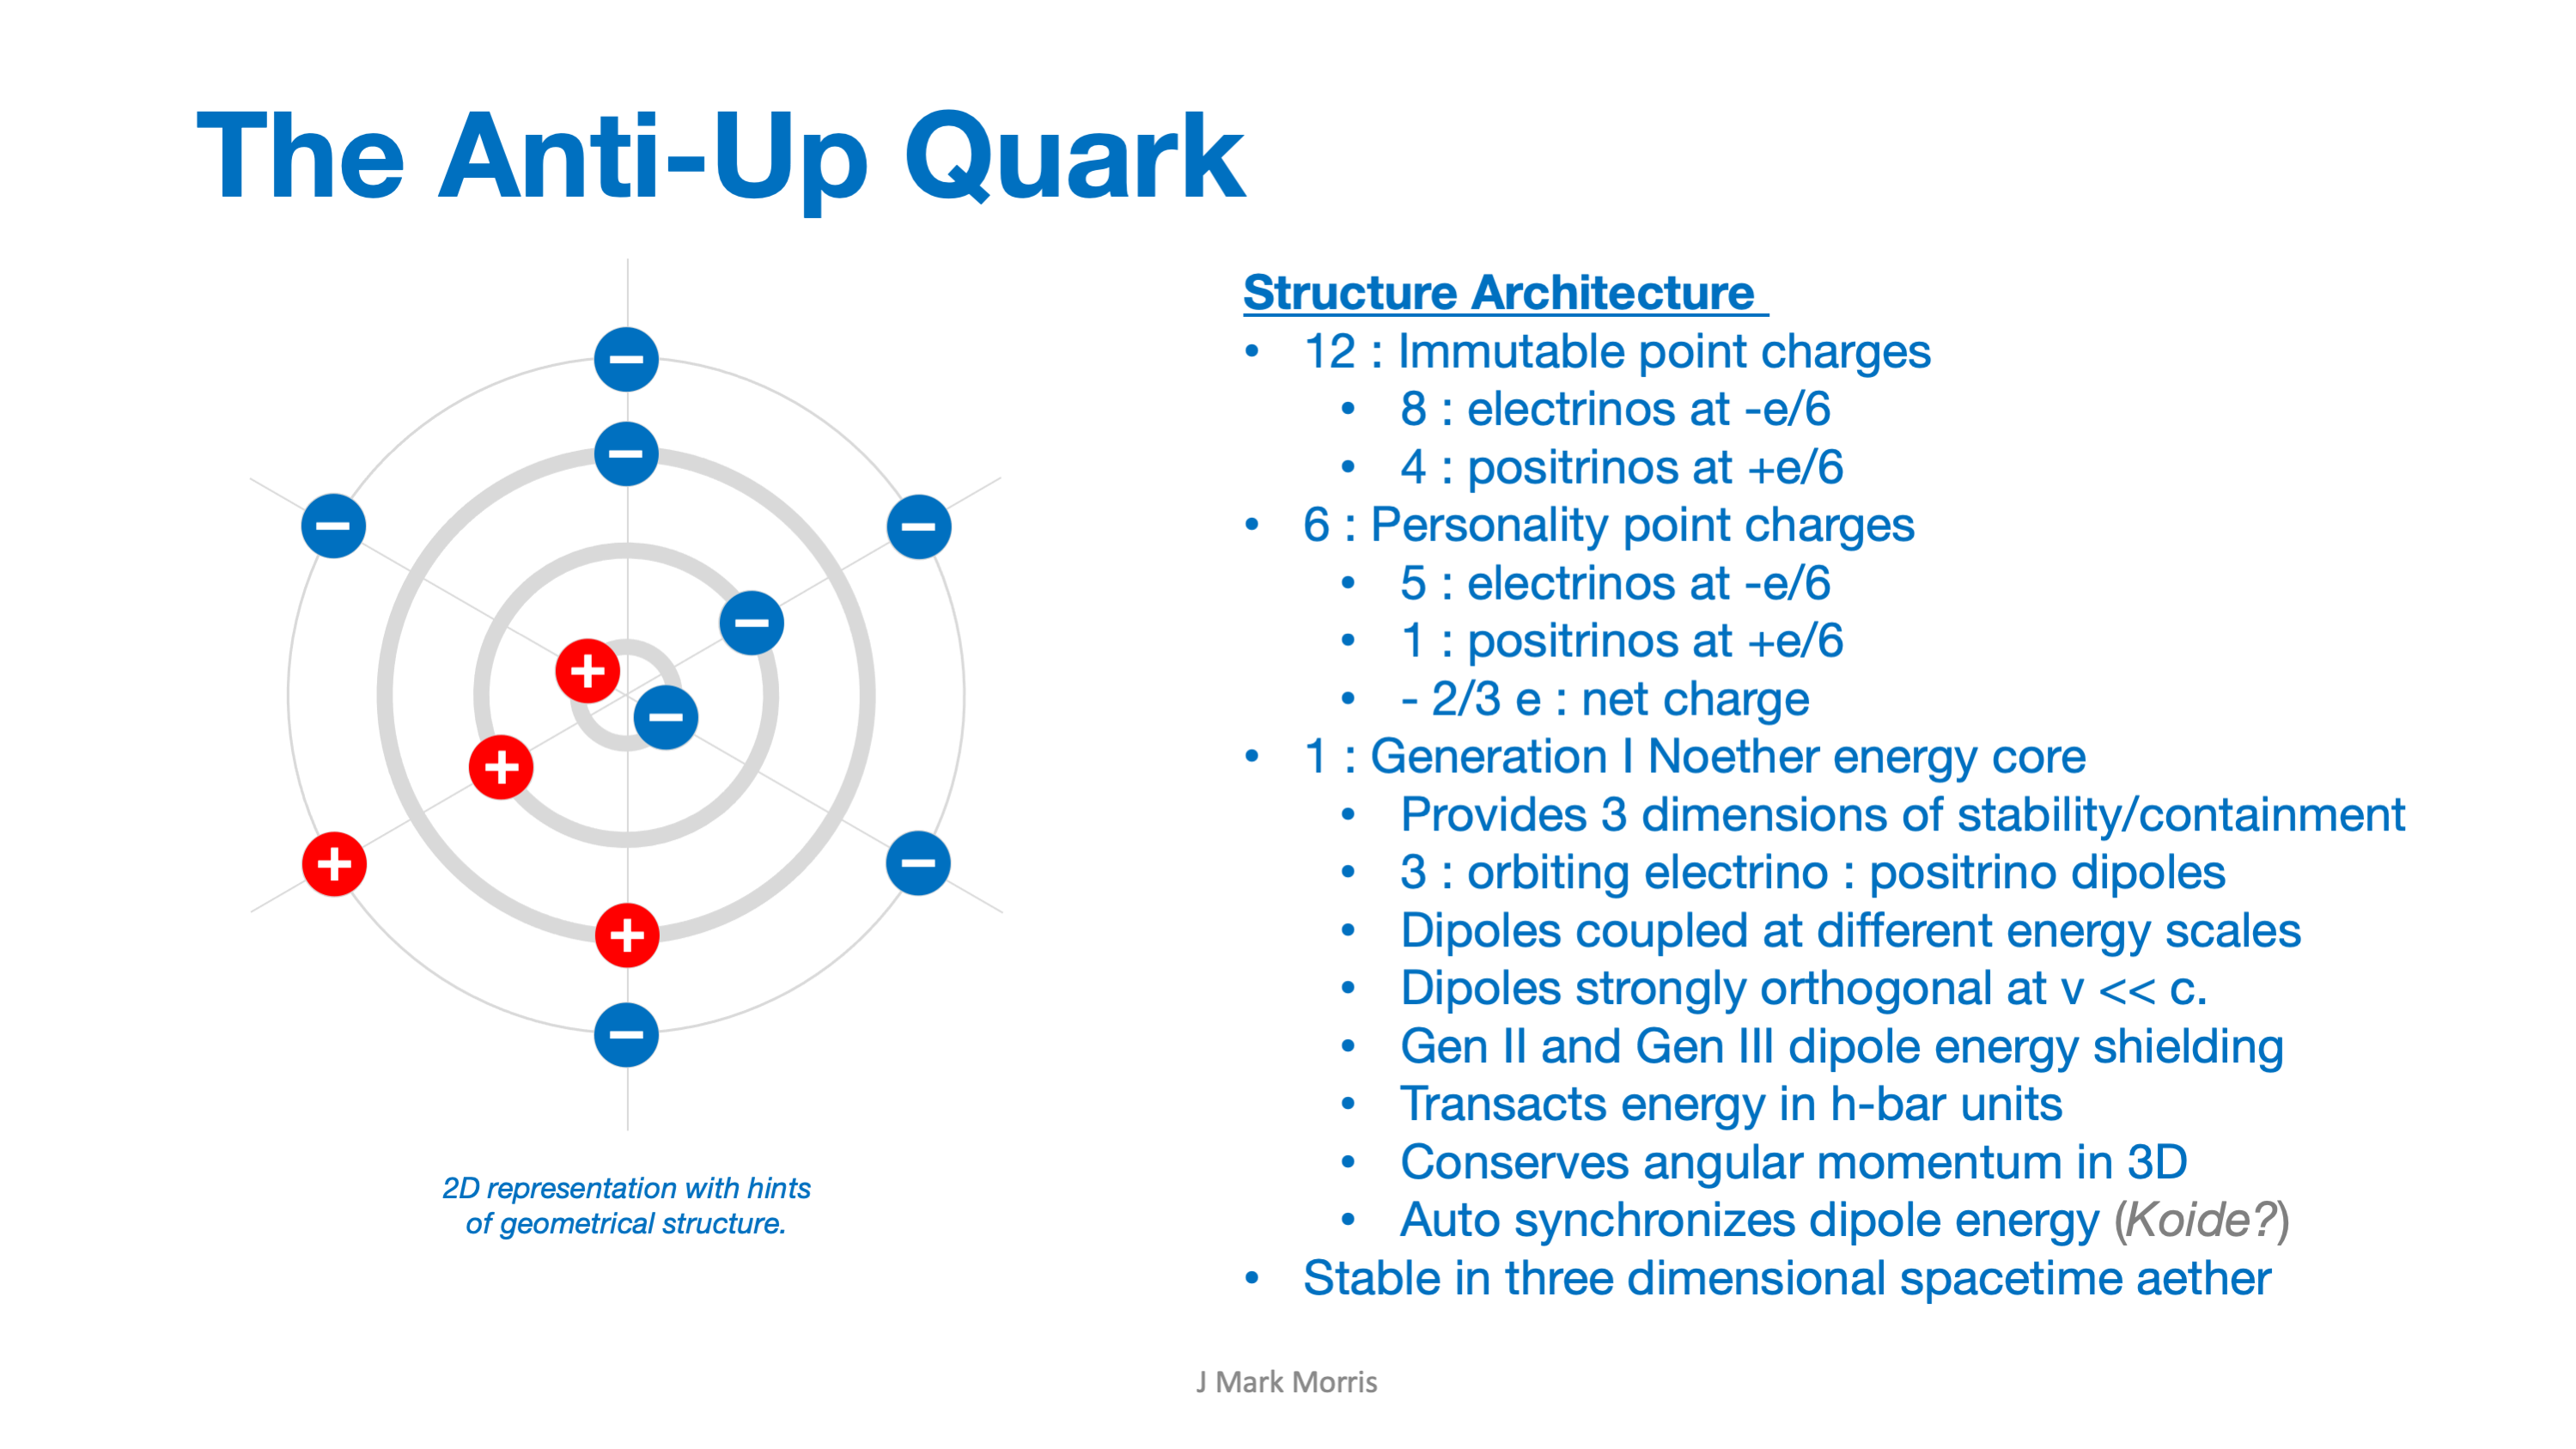 The Anti-Up Quark
Structure Architecture
• 12 : Immutable point charges
• 8 : electrinos at -e/6
• 4 : positrinos at +e/6
• 6 : Personality point charges
• 5 : electrinos at -e/6
• 1 : positrinos at +e/6
• - 2/3 e : net charge
• 1 : Generation I Noether energy core
• Provides 3 dimensions of stability/containment
• 3 : orbiting electrino : positrino dipoles
• Dipoles coupled at different energy scales
• Dipoles strongly orthogonal at v << c.
• Gen II and Gen III dipole energy shielding
• Transacts energy in h-bar units
• Conserves angular momentum in 3D
• Auto synchronizes dipole energy (Koide?)
• Stable in three dimensional spacetime aether
2D representation with hints
of geometrical structure.
J Mark Morris